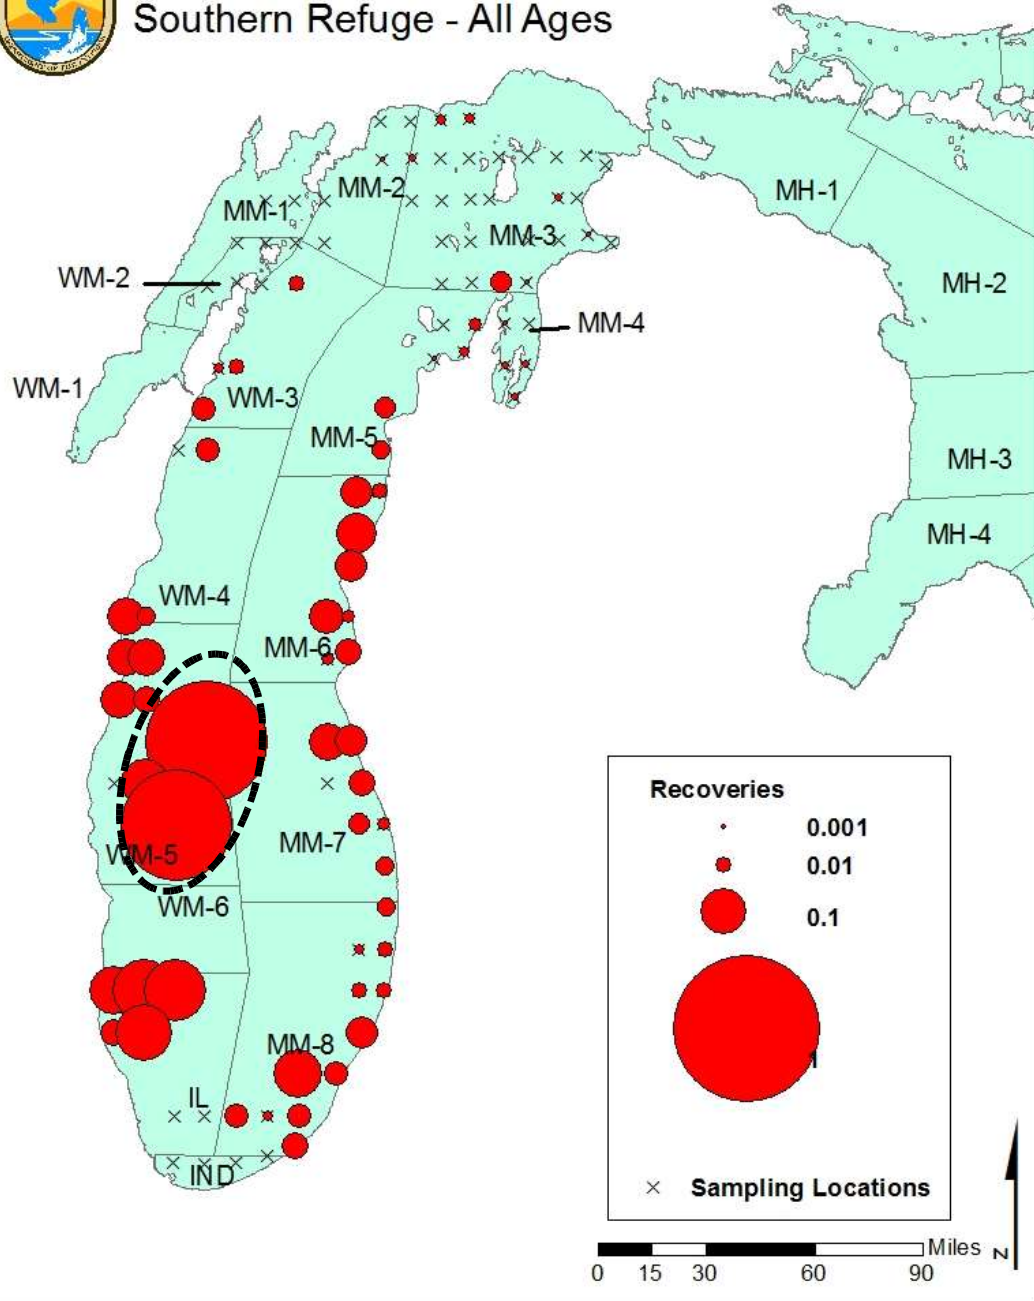 Southern Refuge - All Ages
MM-2
MM-1
MH-1
MM-3
WM-2
MH-2
MM-4
WM-1
WM-3
MM-5
MH-3
MH-4
WM-4
MM-6
Recoveries
0.001
MM-7
WM-5
0.01
WM-6
0.1
MM-8
1
IL
IND
Sampling Locations
Miles
N
0 15 30 60 90